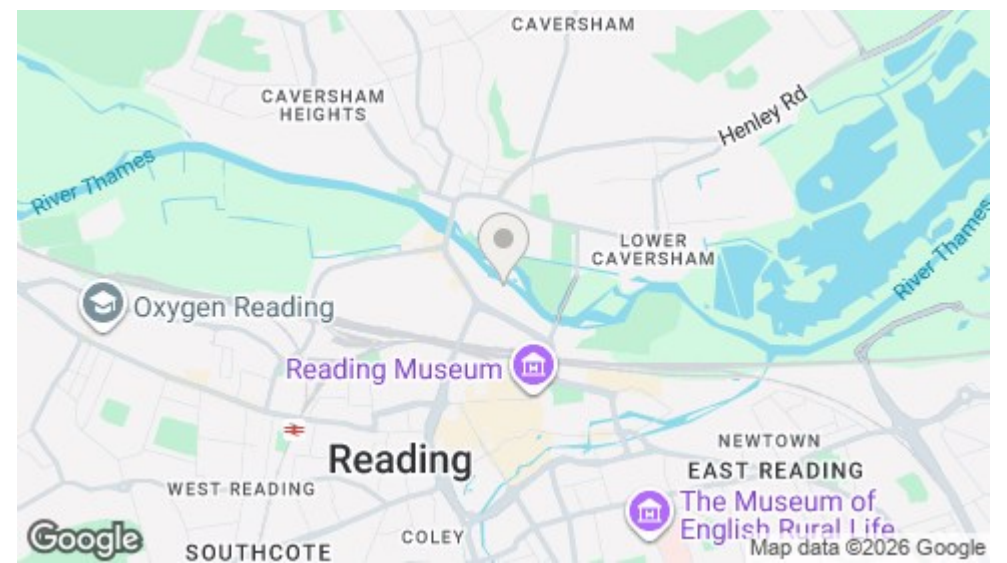 CAVERSHAM
CAVERSHAM
HEIGHTS
Henley Rd
River Thames
LOWER
CAVERSHAM
River Thames
Oxygen Reading
Reading Museum
Reading
NEWTOWN
EAST READING
WEST READING
The Museum of
English Rural Life
COLEY
SOUTHCOTE
Google
Map data ©2026 Google